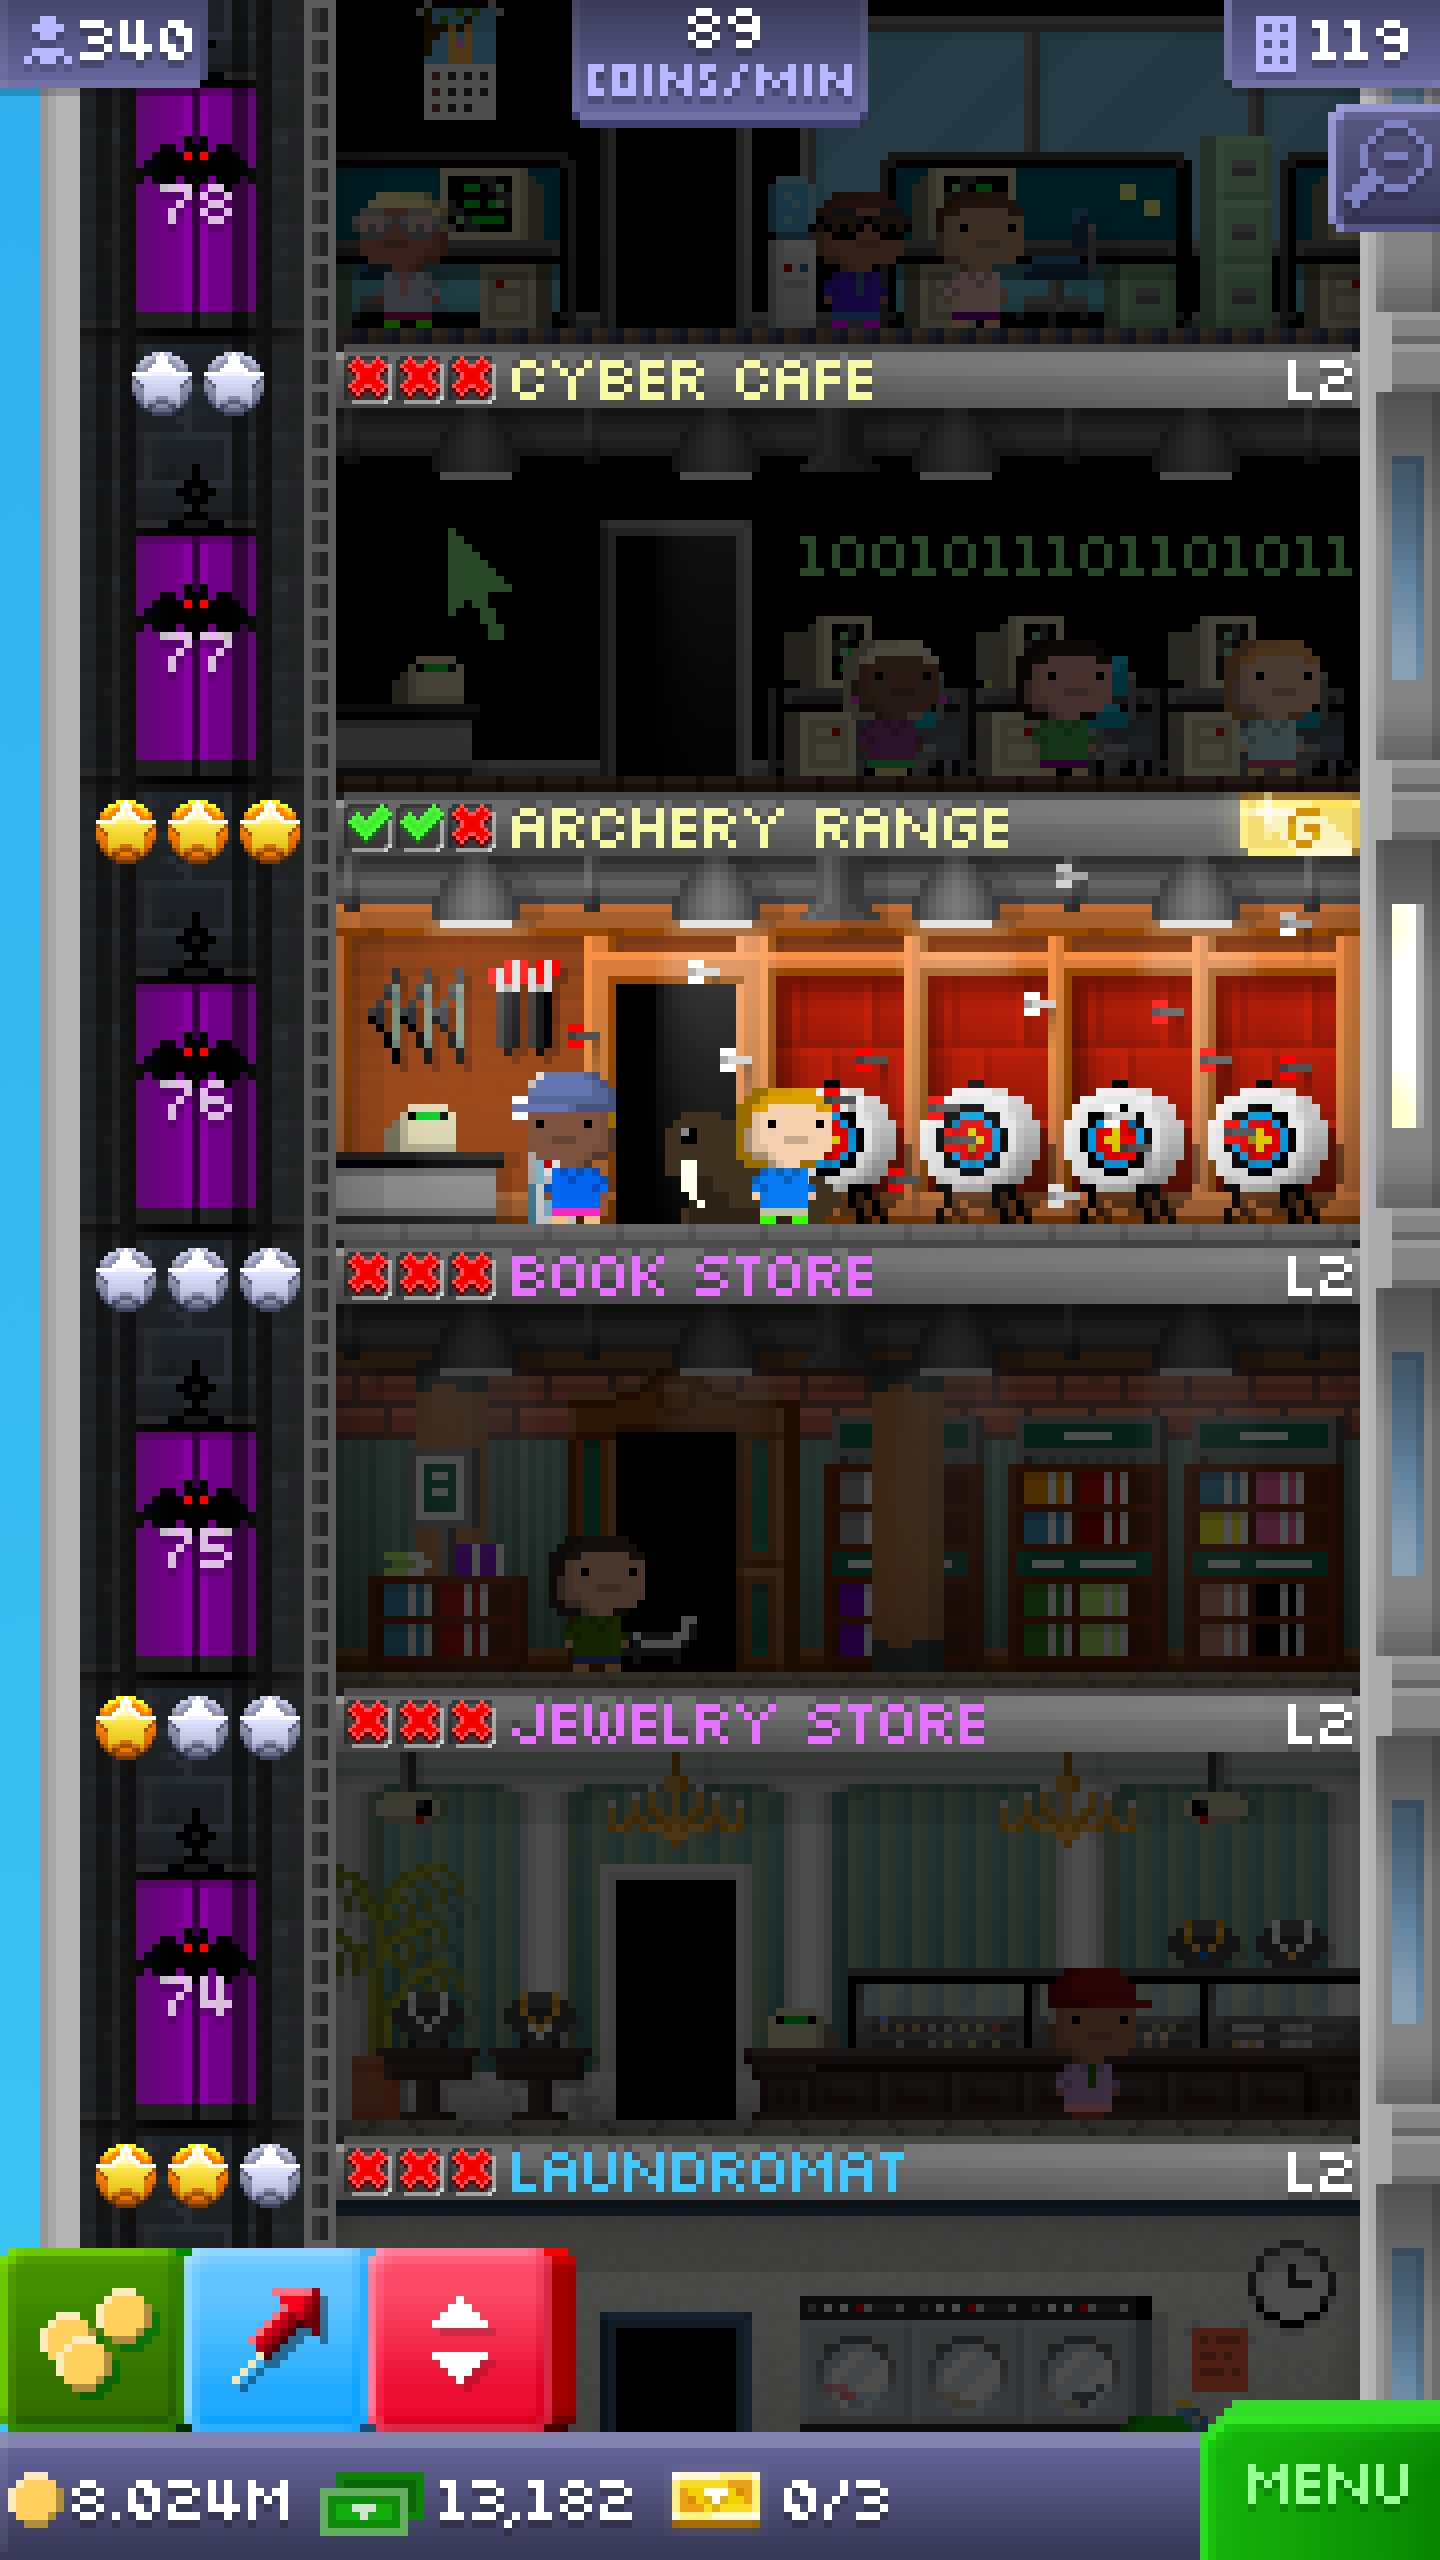 340
89
COINS/MIN
119
78
CYBER CAFE
L2
77
1001011101101011
ARCHERY RANGE
G
76
BOOK STORE
L2
75
JEWELRY STORE
L2
74
LAUNDROMAT
L2
8.024M
13,182
0/3
MENU